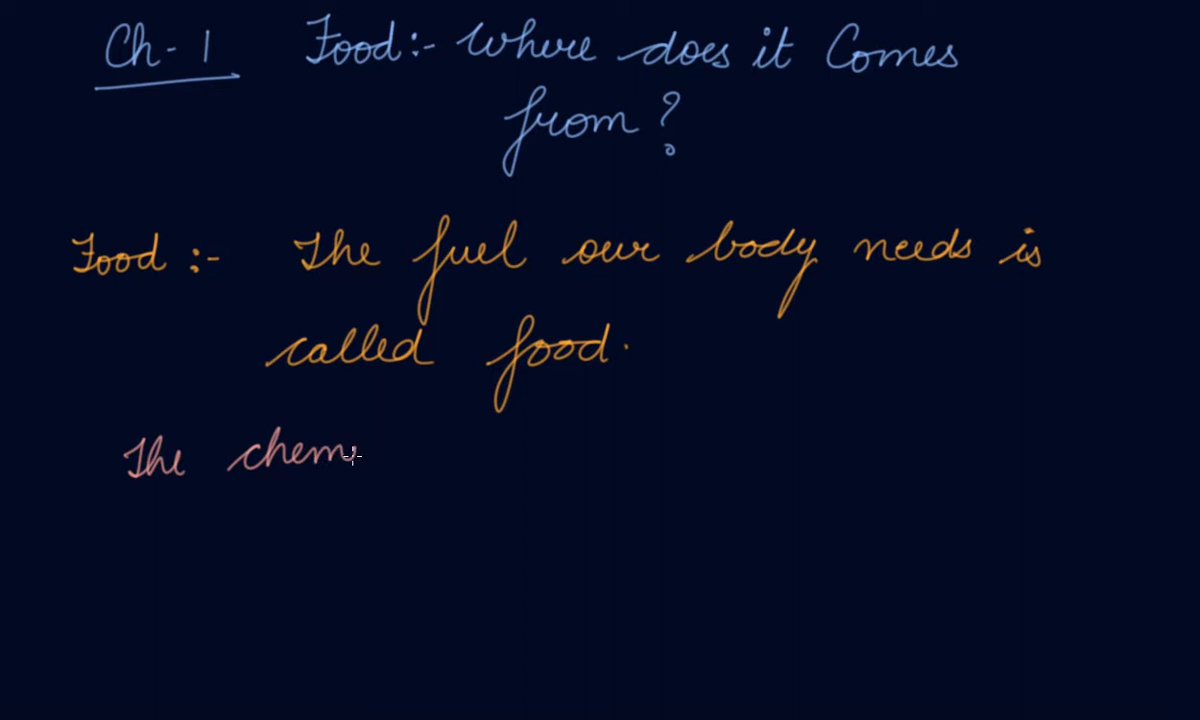 Ch-1 Food:- Where does it Comes
from?
Food:- The fuel our body needs is
called food.
The chem